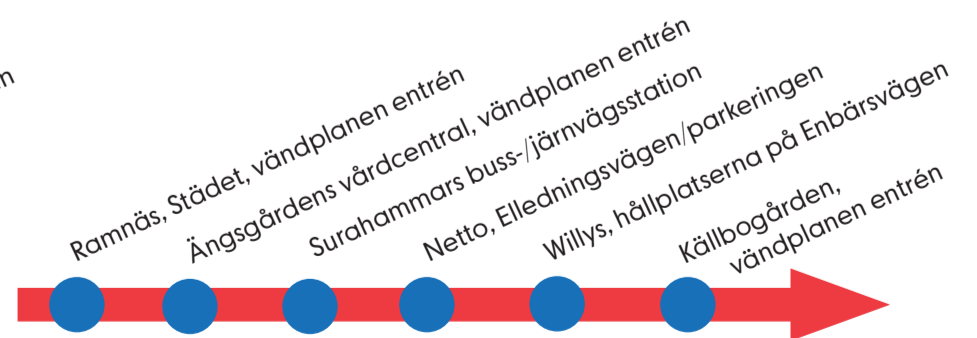 Ramnäs, Städet, vändplanen entrén
Ängsgårdens vårdcentral, vändplanen entrén
Surahammars buss-/järnvägsstation
Netto, Elledningsvägen/parkeringen
Willys, hållplatserna på Enbärsvägen
Källbogården,
vändplanen entrén